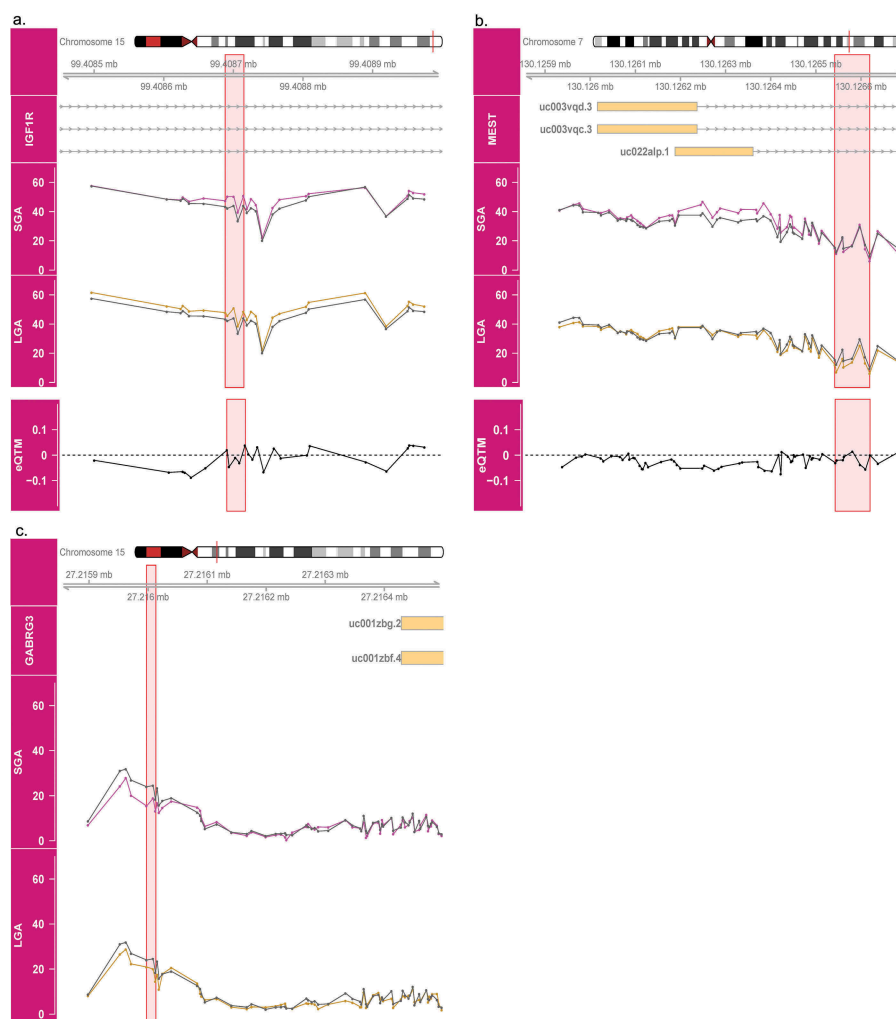 a.
Chromosome 15
99.4085 mb
99.4087 mb
99.4089 mb
99.4086 mb
99.4088 mb
IGF1R
SGA
60
40
20
0
LGA
60
40
20
0
eQTM
0.1
0
−0.1
b.
Chromosome 7
130.1259 mb
130.1261 mb
130.1263 mb
130.1265 mb
130.126 mb
130.1262 mb
130.1264 mb
130.1266 mb
MEST
uc003vqd.3
uc003vqc.3
uc022alp.1
SGA
60
40
20
0
LGA
60
40
20
0
eQTM
0.1
0
−0.1
c.
Chromosome 15
27.2159 mb
27.2161 mb
27.2163 mb
27.216 mb
27.2162 mb
27.2164 mb
GABRG3
uc001zbg.2
uc001zbf.4
SGA
60
40
20
0
LGA
60
40
20
0